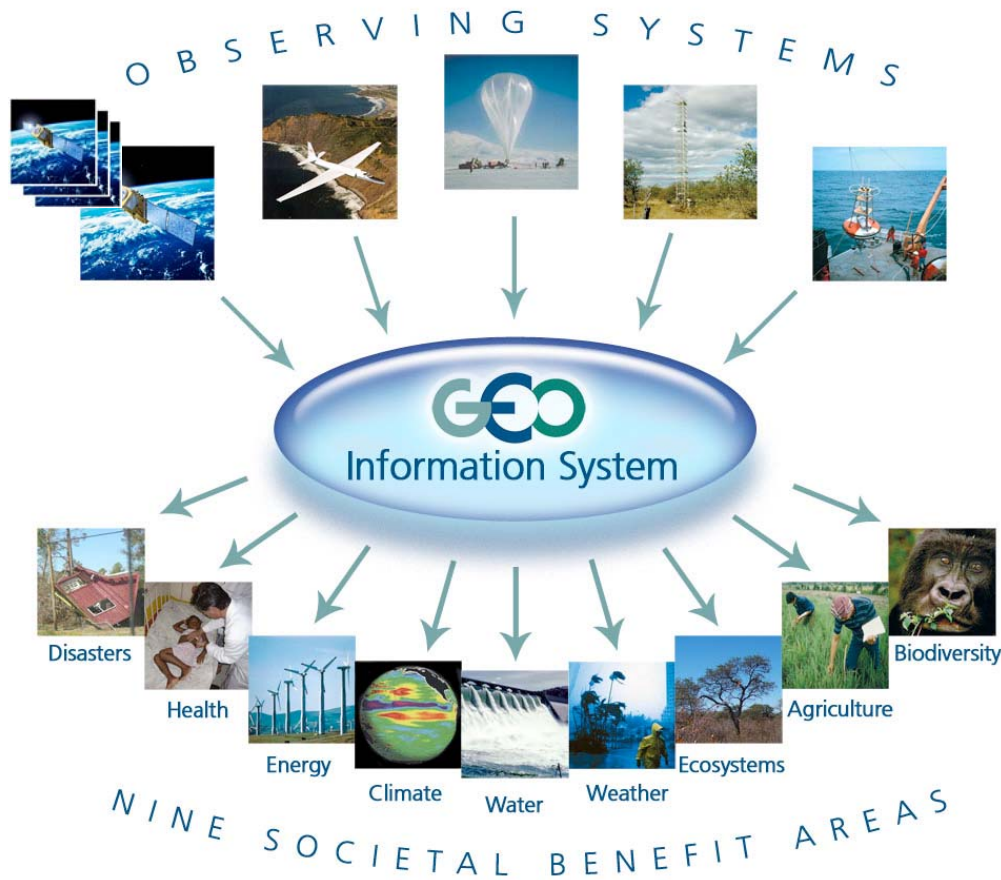 OBSERVING SYSTEMS
GEO
Information System
Disasters
Health
Energy
Climate
Water
Weather
Ecosystems
Agriculture
Biodiversity
NINE SOCIETAL BENEFIT AREAS